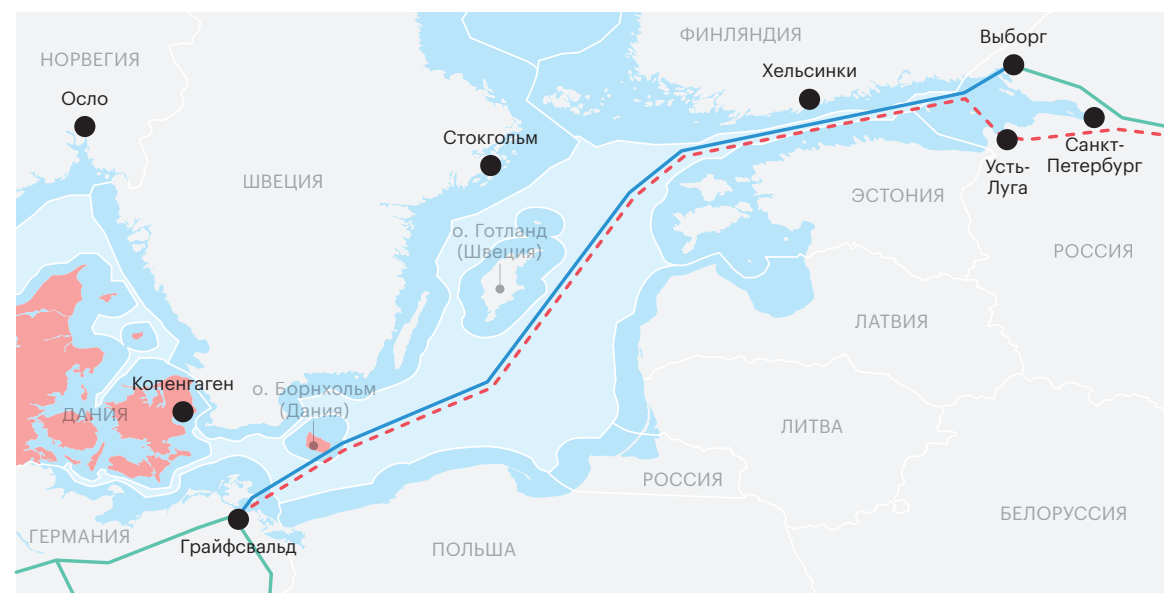 ФИНЛЯНДИЯ
Выборг
НОРВЕГИЯ
Хельсинки
Осло
Стокгольм
Санкт-
Петербург
Усть-
Луга
ШВЕЦИЯ
ЭСТОНИЯ
о. Готланд
(Швеция)
РОССИЯ
ЛАТВИЯ
Копенгаген
о. Борнхольм
(Дания)
ДАНИЯ
ЛИТВА
РОССИЯ
БЕЛОРУССИЯ
ГЕРМАНИЯ
Грайфсвальд
ПОЛЬША